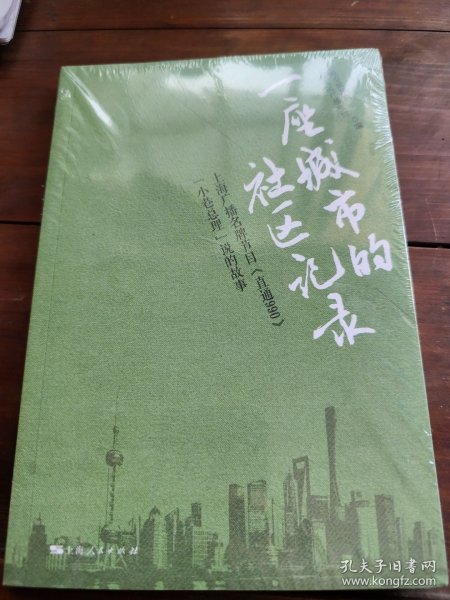 一座城市的
社区记录
上海广播名牌节目《直通990》
“小巷总理”说的故事
上海人民出版社
孔夫子旧书网
www.kongfz.com